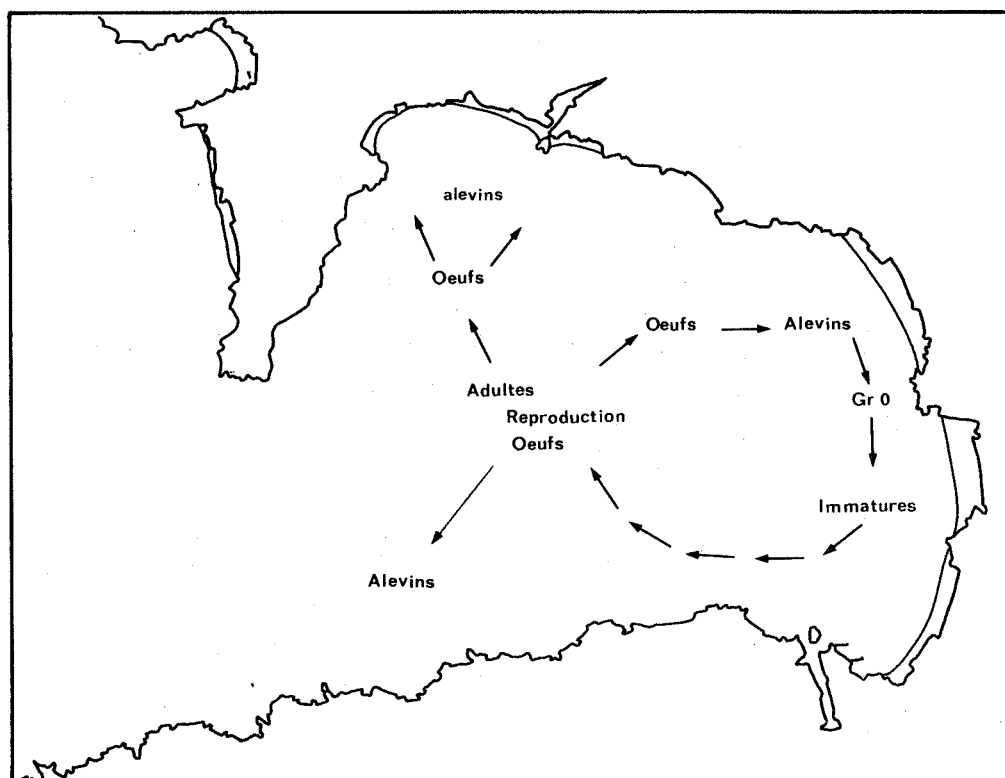 alevins
Oeufs
Oeufs
Alevins
Adultes
Gr 0
Reproduction
Oeufs
Immatures
Alevins